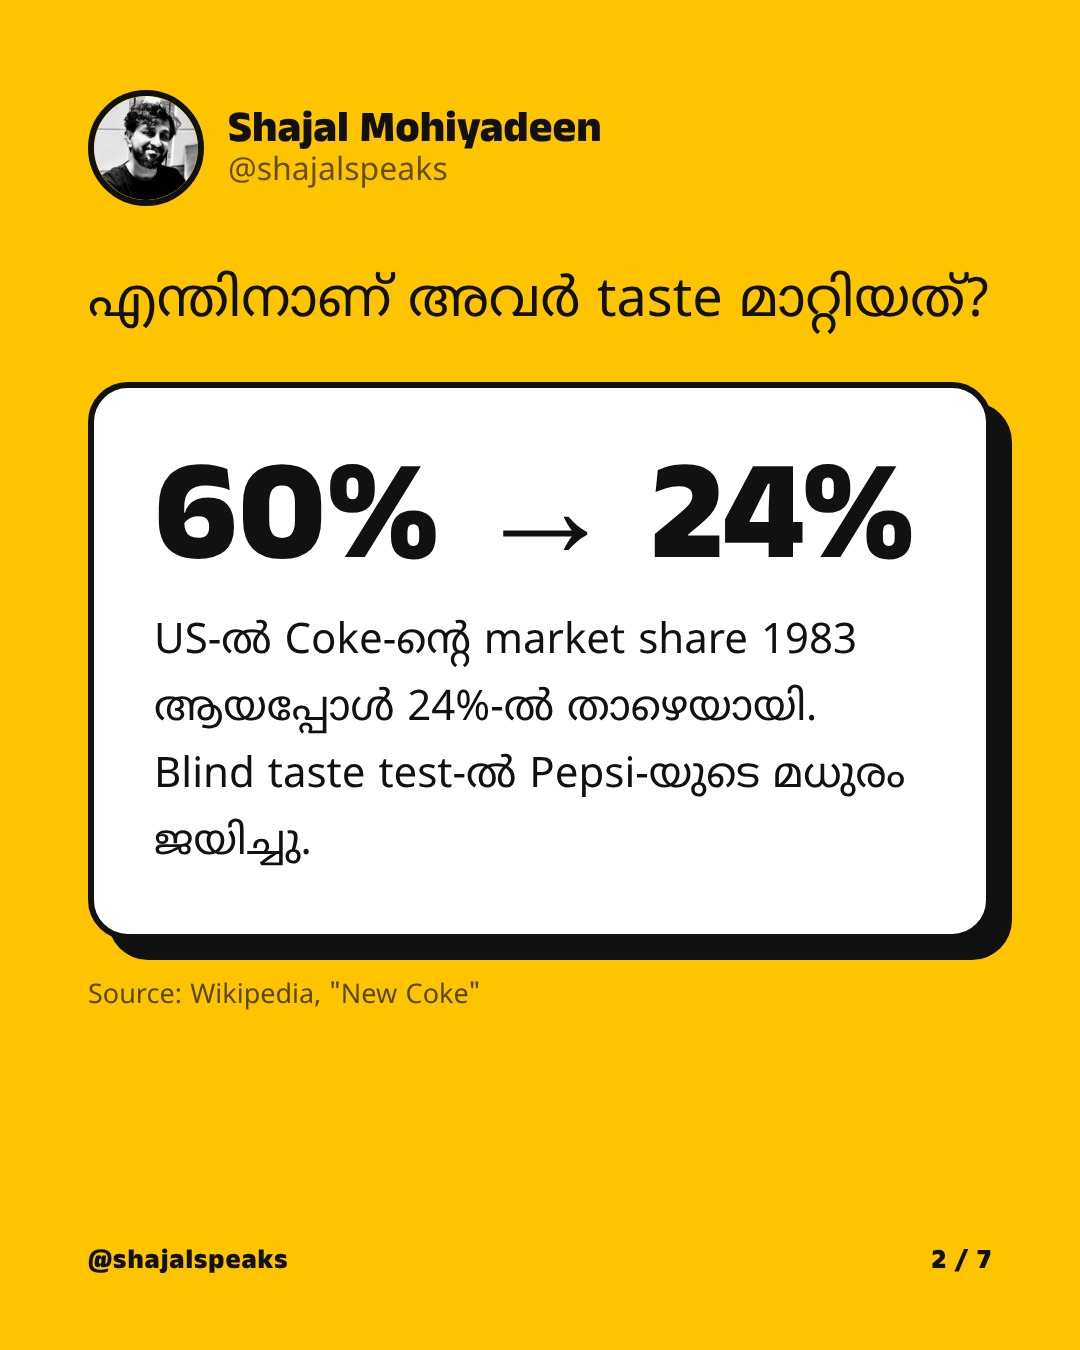 Shajal Mohiyadeen
@shajalspeaks
എന്തിനാണ് അവർ taste മാറ്റിയത്?
60% → 24%
US-ൽ Coke-ന്റെ market share 1983
ആയപ്പോൾ 24%-ൽ താഴെയായി.
Blind taste test-ൽ Pepsi-യുടെ മധുരം
ജയിച്ചു.
Source: Wikipedia, "New Coke"
@shajalspeaks
2 / 7